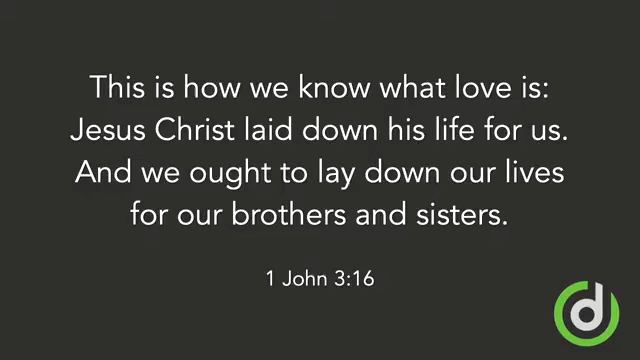 This is how we know what love is:
Jesus Christ laid down his life for us.
And we ought to lay down our lives
for our brothers and sisters.
1 John 3:16
d